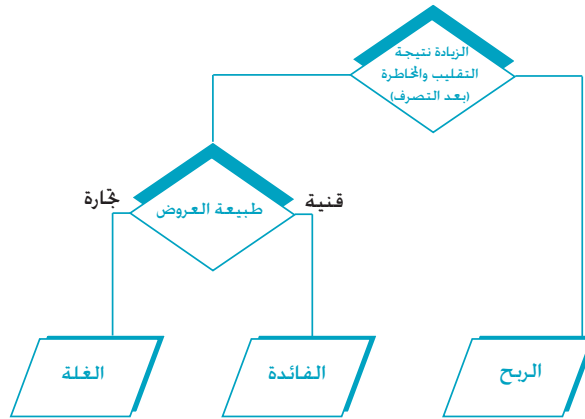 الزيادة نتيجة
التقليب والمخاطرة
(بعد التصرف)
قنية
طبيعة العروض
تجارة
الربح
الفائدة
الغلة